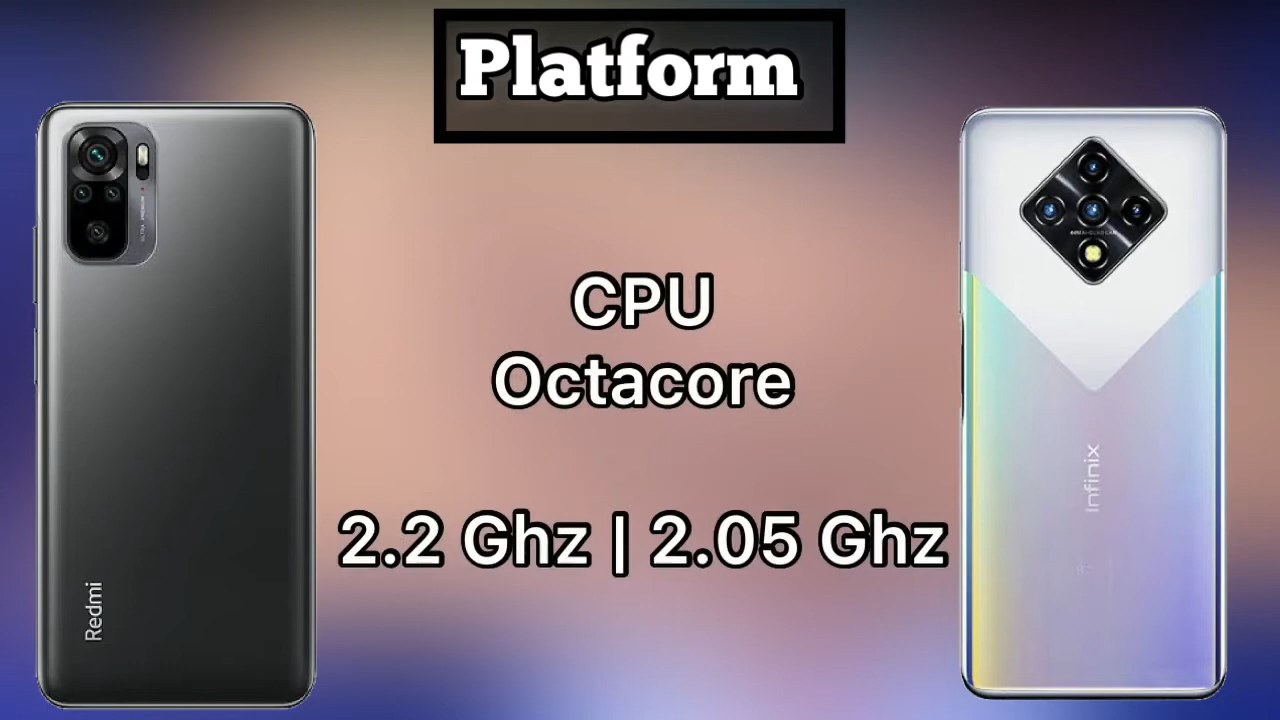 Platform
CPU
Octacore
2.2 Ghz | 2.05 Ghz
Redmi
Infinix